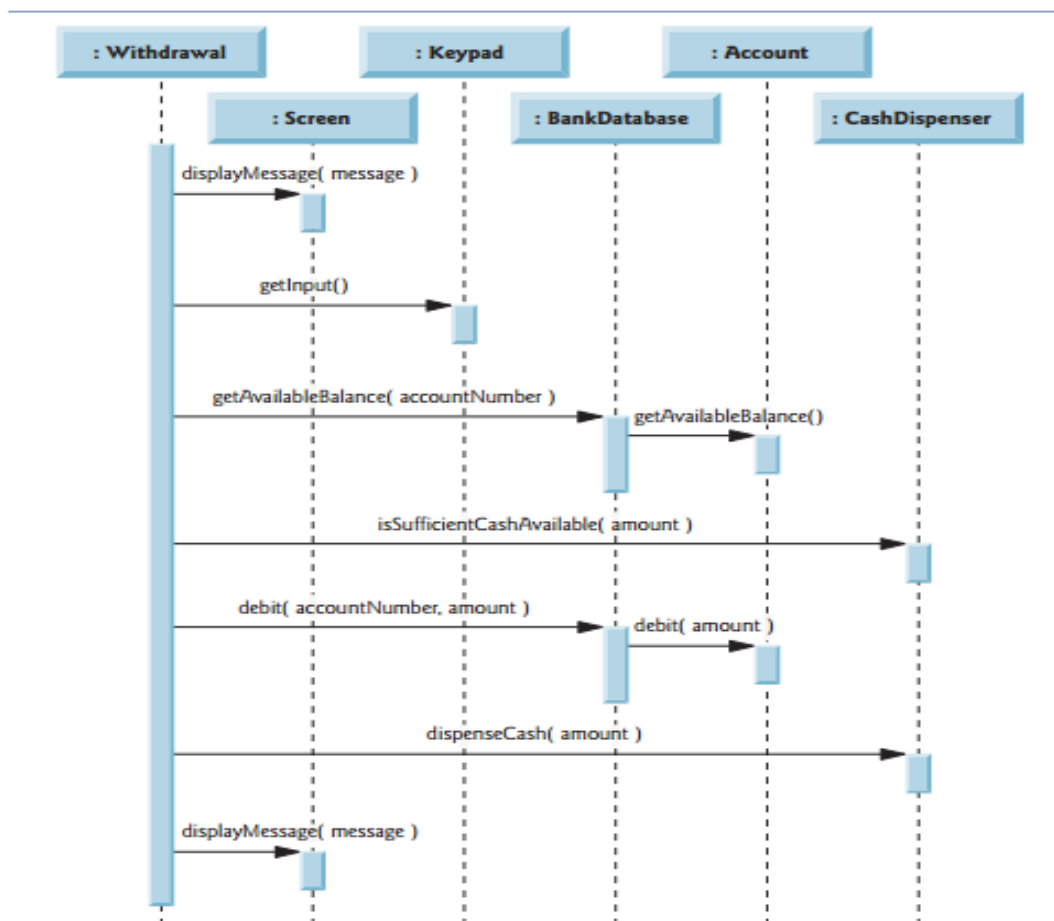 : Withdrawal
: Keypad
: Account
: Screen
: BankDatabase
: CashDispenser
displayMessage( message )
getInput()
getAvailableBalance( accountNumber )
getAvailableBalance()
isSufficientCashAvailable( amount )
debit( accountNumber, amount )
debit( amount )
dispenseCash( amount )
displayMessage( message )